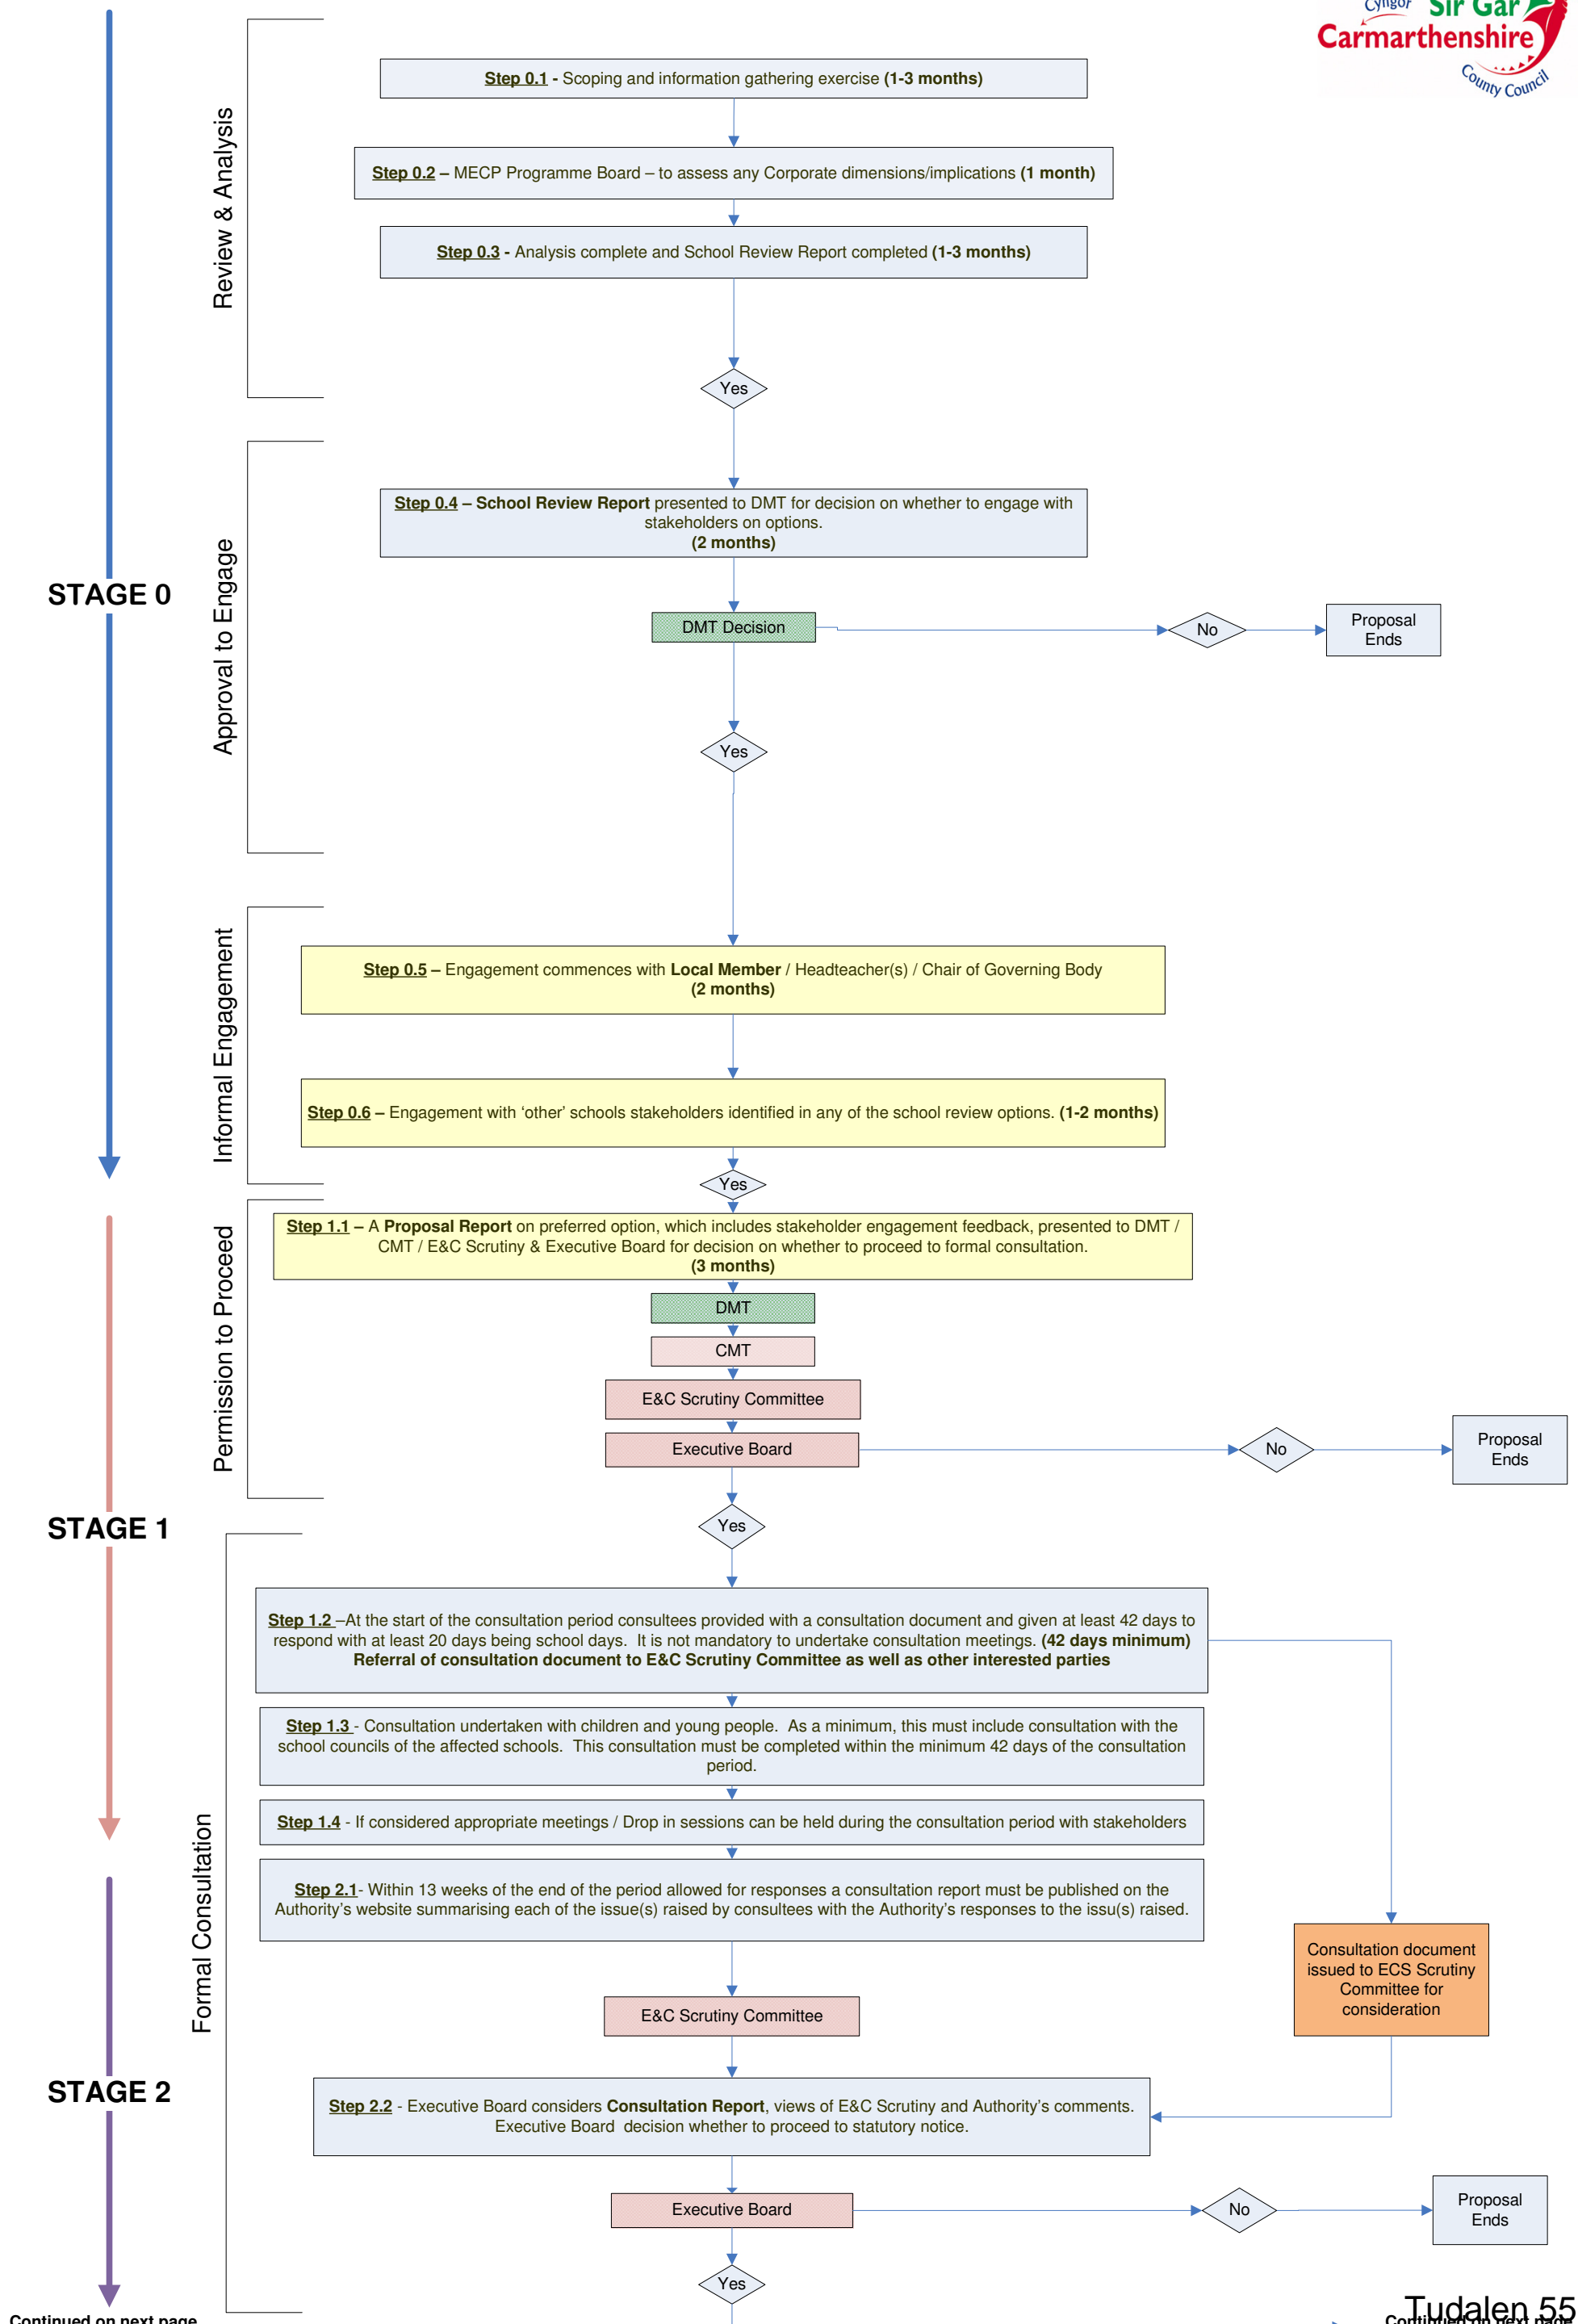 Cyngor Sir Gar
Carmarthenshire
County Council
Review & Analysis
Step 0.1 - Scoping and information gathering exercise (1-3 months)
Step 0.2 – MECP Programme Board – to assess any Corporate dimensions/implications (1 month)
Step 0.3 - Analysis complete and School Review Report completed (1-3 months)
Yes
STAGE 0
Approval to Engage
Step 0.4 – School Review Report presented to DMT for decision on whether to engage with
stakeholders on options.
(2 months)
DMT Decision
No
Proposal
Ends
Yes
Informal Engagement
Step 0.5 – Engagement commences with Local Member / Headteacher(s) / Chair of Governing Body
(2 months)
Step 0.6 – Engagement with ‘other’ schools stakeholders identified in any of the school review options. (1-2 months)
Yes
Permission to Proceed
Step 1.1 – A Proposal Report on preferred option, which includes stakeholder engagement feedback, presented to DMT /
CMT / E&C Scrutiny & Executive Board for decision on whether to proceed to formal consultation.
(3 months)
DMT
CMT
E&C Scrutiny Committee
Executive Board
No
Proposal
Ends
STAGE 1
Yes
Formal Consultation
Step 1.2 –At the start of the consultation period consultees provided with a consultation document and given at least 42 days to
respond with at least 20 days being school days. It is not mandatory to undertake consultation meetings. (42 days minimum)
Referral of consultation document to E&C Scrutiny Committee as well as other interested parties
Step 1.3 - Consultation undertaken with children and young people. As a minimum, this must include consultation with the
school councils of the affected schools. This consultation must be completed within the minimum 42 days of the consultation
period.
Step 1.4 - If considered appropriate meetings / Drop in sessions can be held during the consultation period with stakeholders
Step 2.1- Within 13 weeks of the end of the period allowed for responses a consultation report must be published on the
Authority’s website summarising each of the issue(s) raised by consultees with the Authority’s responses to the issu(s) raised.
Consultation document
issued to ECS Scrutiny
Committee for
consideration
E&C Scrutiny Committee
STAGE 2
Step 2.2 - Executive Board considers Consultation Report, views of E&C Scrutiny and Authority’s comments.
Executive Board decision whether to proceed to statutory notice.
Executive Board
No
Proposal
Ends
Yes
Tudalen 55
Continued on next page
Continued on next page